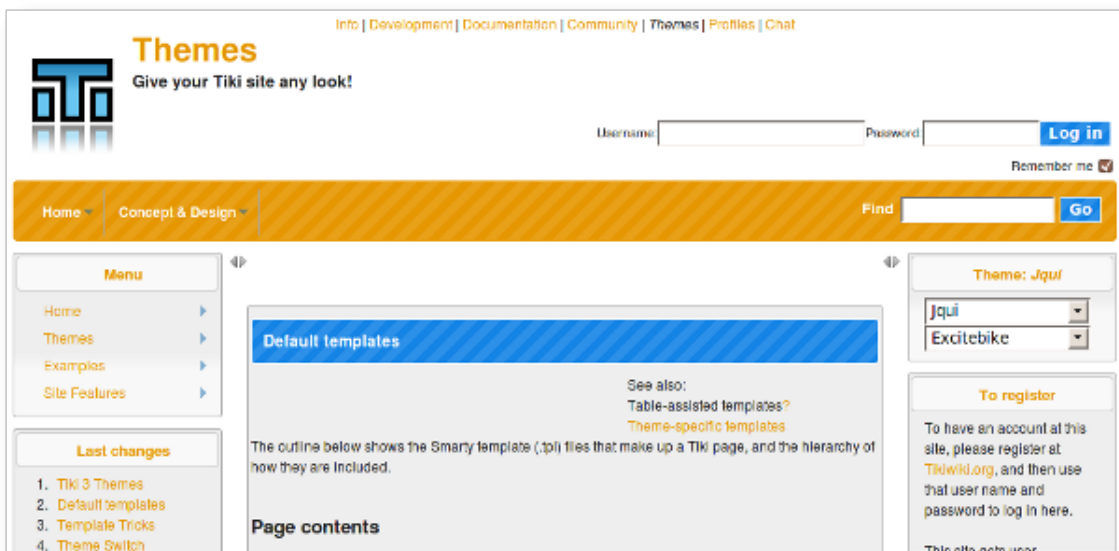 Info | Development | Documentation | Community | Themes | Profiles | Chat
Themes
Give your Tiki site any look!
Username:
Password:
Log in
Remember me
Home
Concept & Design
Find
Go
Menu
Home
Themes
Examples
Site Features
Last changes
1. Tiki 3 Themes
2. Default templates
3. Template Tricks
4. Theme Switch
Default templates
See also:
Table-assisted templates?
Theme-specific templates
The outline below shows the Smarty template (.tpl) files that make up a Tiki page, and the hierarchy of
how they are included.
Page contents
Theme: Jqui
Jqui
Excitebike
To register
To have an account at this
site, please register at
Tikiwiki.org, and then use
that user name and
password to log in here.
This site gets user